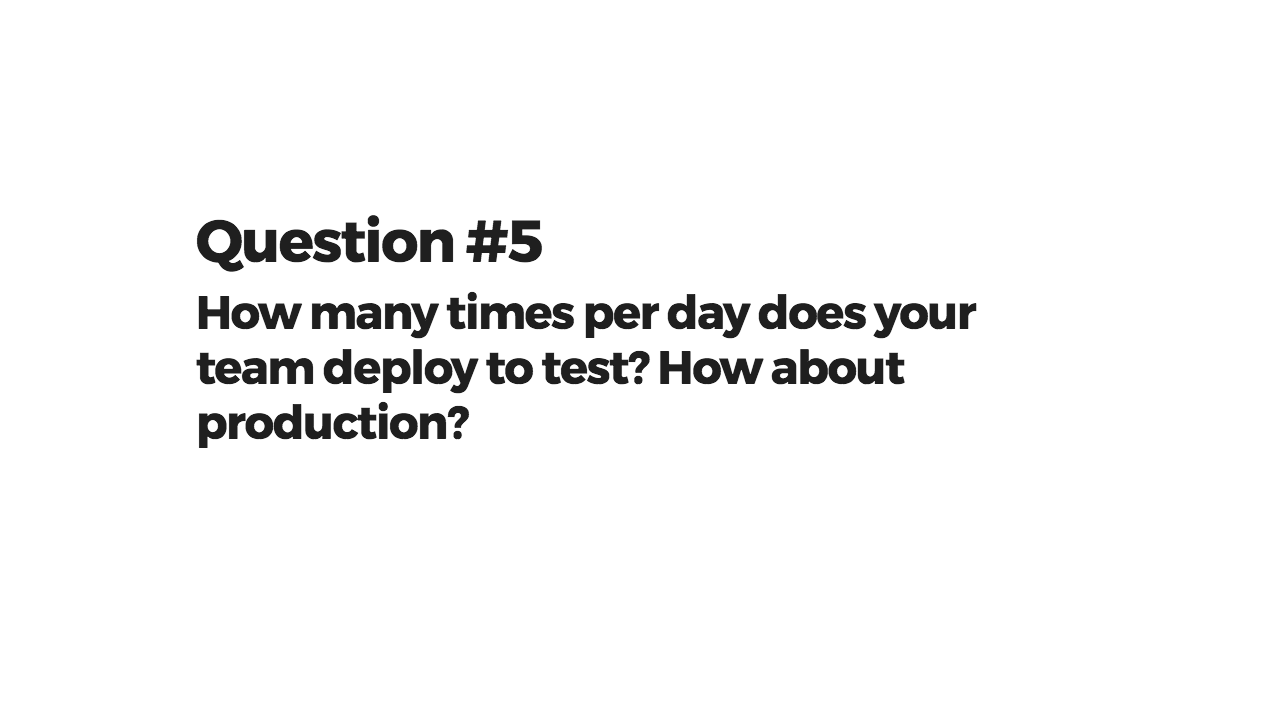 Question #5
How many times per day does your
team deploy to test? How about
production?